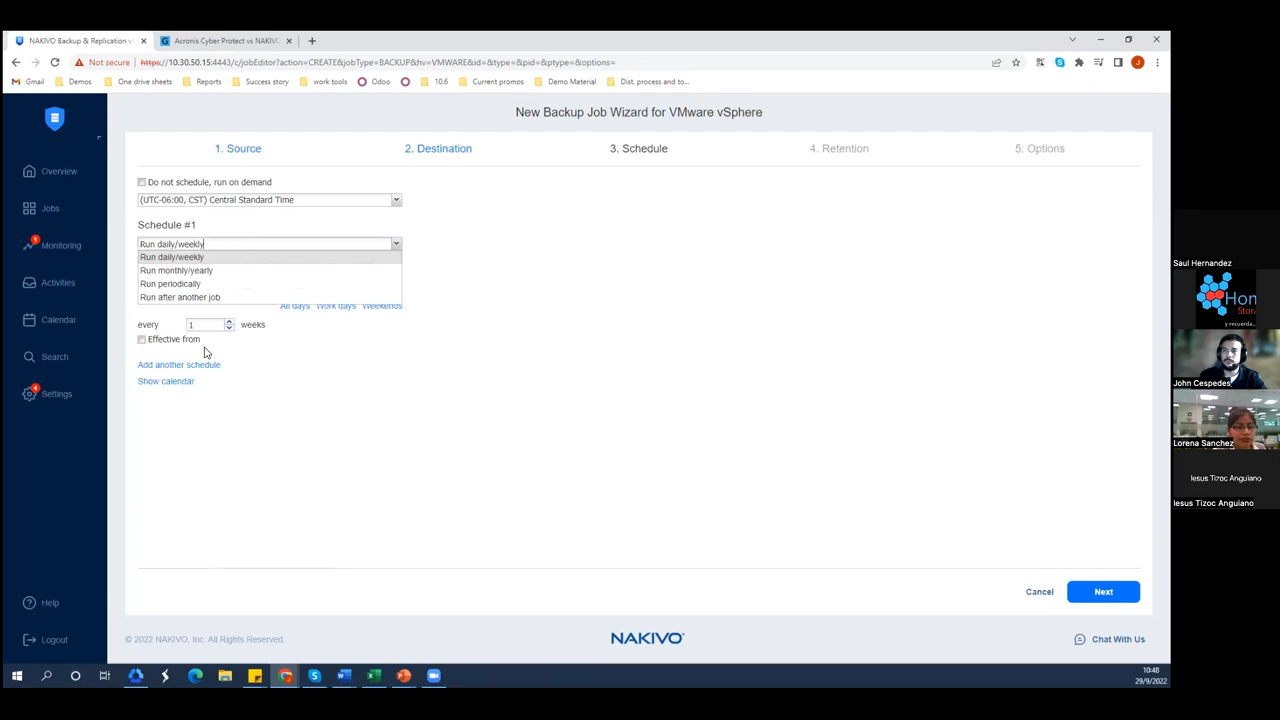 NAKIVO Backup & Replication v
Acronis Cyber Protect vs NAKIVO
Not secure
https://10.30.50.15:4443/c/jobEditor?action=CREATE&jobType=BACKUP&hv=VMWARE&id=&type=&pid=&ptype=&options=
J
Gmail
Demos
One drive sheets
Reports
Success story
work tools
Odoo
10.6
Current promos
Demo Material
Dist. process and to...
New Backup Job Wizard for VMware vSphere
1. Source
2. Destination
3. Schedule
4. Retention
5. Options
Overview
Jobs
1
Monitoring
Activities
Calendar
Search
4
Settings
Help
Logout
Do not schedule, run on demand
(UTC-06:00, CST) Central Standard Time
Schedule #1
Run daily/weekly
Run daily/weekly
Run monthly/yearly
Run periodically
Run after another job
All days Work days Weekends
every 1 weeks
Effective from
Add another schedule
Show calendar
Cancel
Next
© 2022 NAKIVO, Inc. All Rights Reserved.
NAKIVO®
Chat With Us
10:48
29/9/2022
Saul Hernandez
Hon
Stora
y recuerda...
John Cespedes
Lorena Sanchez
Iesus Tizoc Anguiano
Iesus Tizoc Anguiano